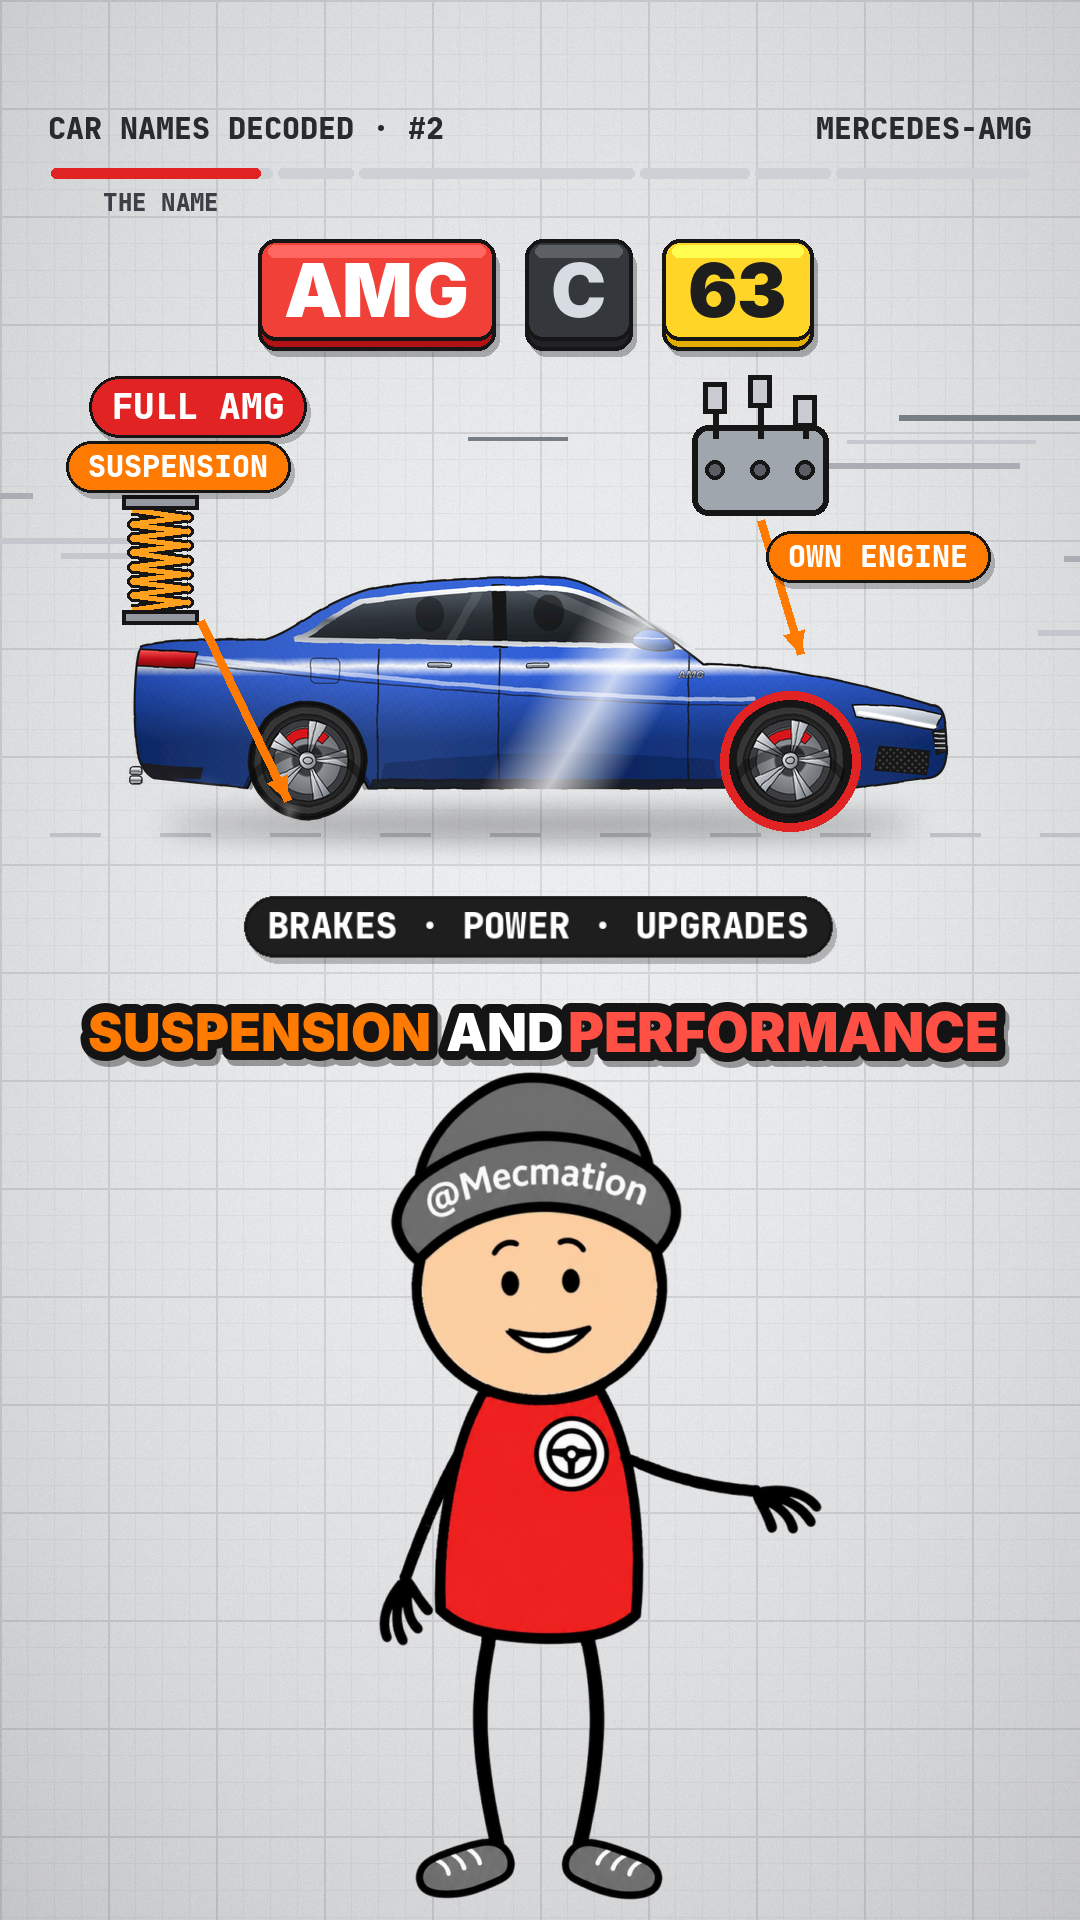 CAR NAMES DECODED · #2
MERCEDES-AMG
THE NAME
AMG C 63
FULL AMG
SUSPENSION
OWN ENGINE
AMG
BRAKES · POWER · UPGRADES
SUSPENSION AND PERFORMANCE
@Mecmation